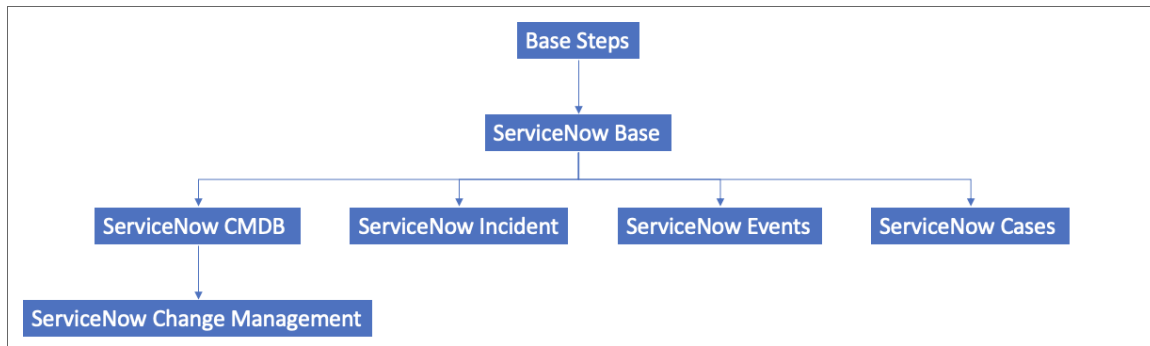 Base Steps
ServiceNow Base
ServiceNow CMDB
ServiceNow Incident
ServiceNow Events
ServiceNow Cases
ServiceNow Change Management